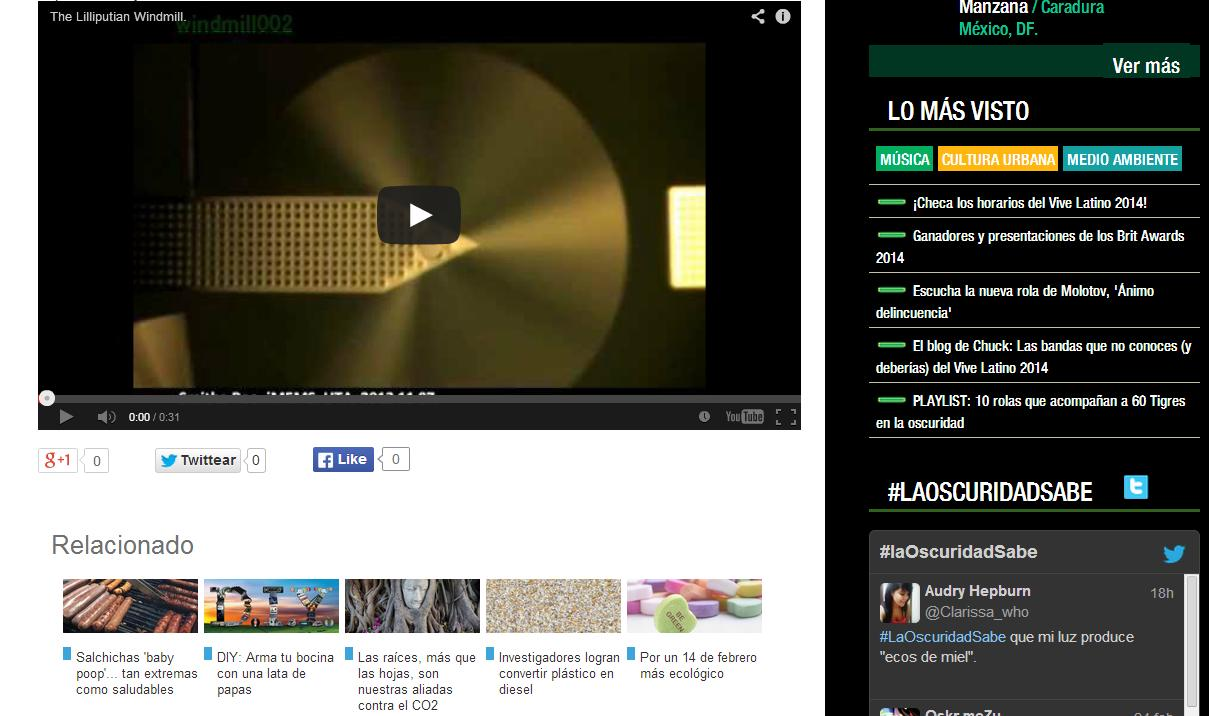 The Lilliputian Windmill.
windmill002
0:00 / 0:31
YouTube
g+1 0
Twittear 0
Like 0
Relacionado
Salchichas 'baby
poop'... tan extremas
como saludables
DIY: Arma tu bocina
con una lata de
papas
Las raíces, más que
las hojas, son
nuestras aliadas
contra el CO2
Investigadores logran
convertir plástico en
diesel
BE
GREEN
Por un 14 de febrero
más ecológico
Manzana / Caradura
México, DF.
Ver más
LO MÁS VISTO
MÚSICA CULTURA URBANA MEDIO AMBIENTE
¡Checa los horarios del Vive Latino 2014!
Ganadores y presentaciones de los Brit Awards
2014
Escucha la nueva rola de Molotov, 'Ánimo
delincuencia'
El blog de Chuck: Las bandas que no conoces (y
deberías) del Vive Latino 2014
PLAYLIST: 10 rolas que acompañan a 60 Tigres
en la oscuridad
#LAOSCURIDADSABE
#laOscuridadSabe
Audry Hepburn 18h
@Clarissa_who
#LaOscuridadSabe que mi luz produce
"ecos de miel".